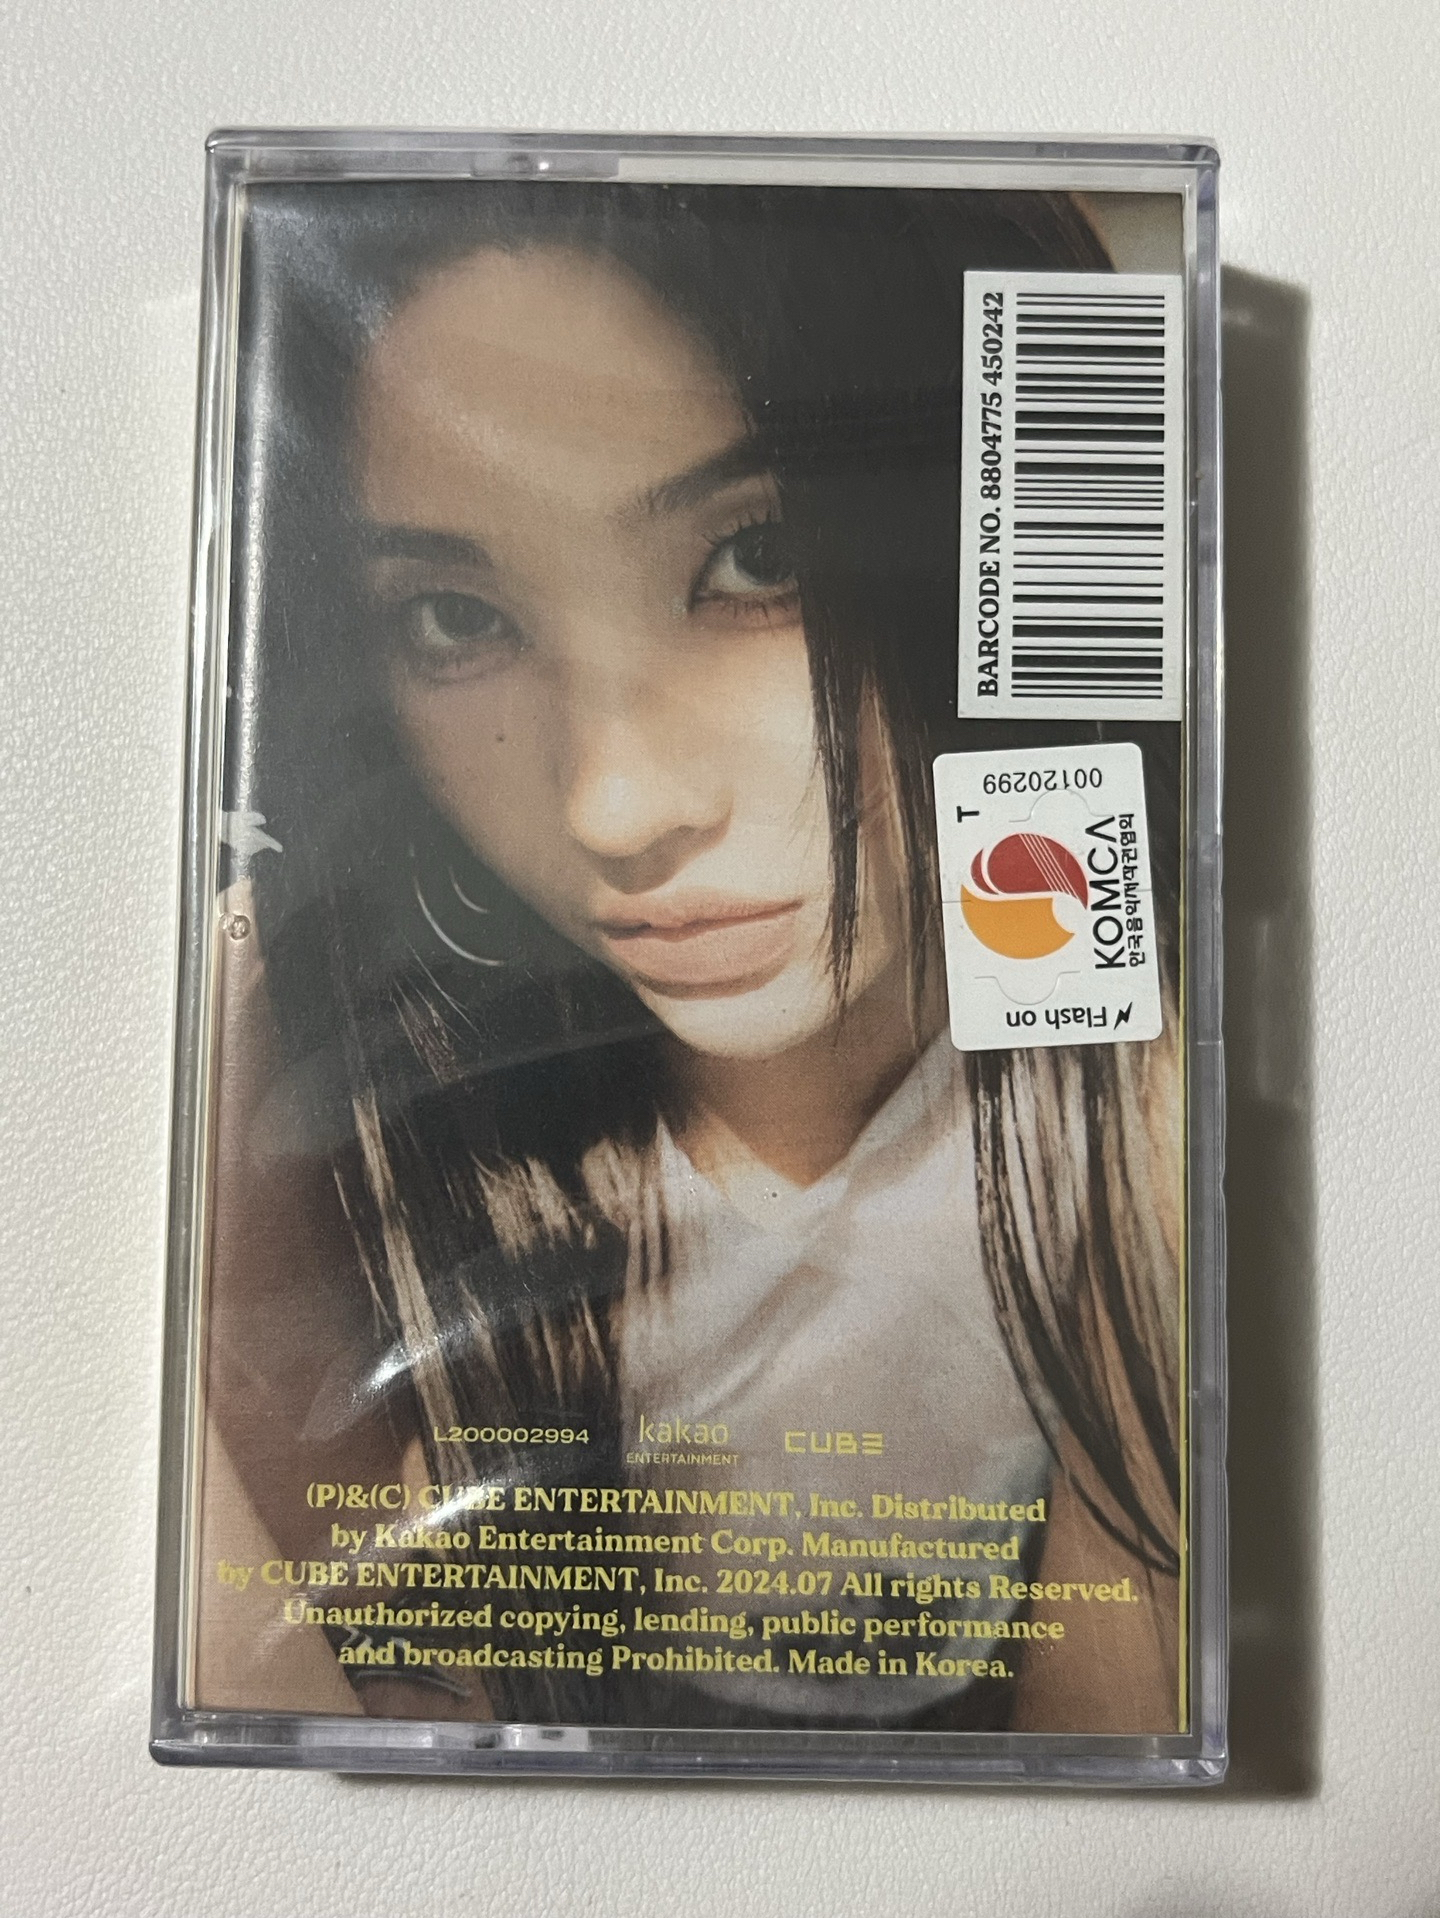 BARCODE NO. 8804775 450242
00120299
T
KOMCA
한국음악저작권협회
Flash on
L200002994
kakao
ENTERTAINMENT
CUBE
(P)&(C) CUBE ENTERTAINMENT, Inc. Distributed
by Kakao Entertainment Corp. Manufactured
by CUBE ENTERTAINMENT, Inc. 2024.07 All rights Reserved.
Unauthorized copying, lending, public performance
and broadcasting Prohibited. Made in Korea.